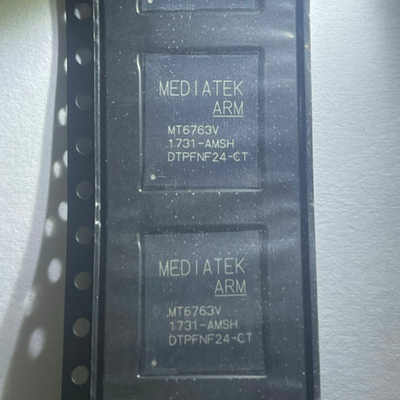 MEDIATEK
ARM
MT6763V
1731-AMSH
DTPFNF24-CT
MEDIATEK
ARM
MT6763V
1731-AMSH
DTPFNF24-CT